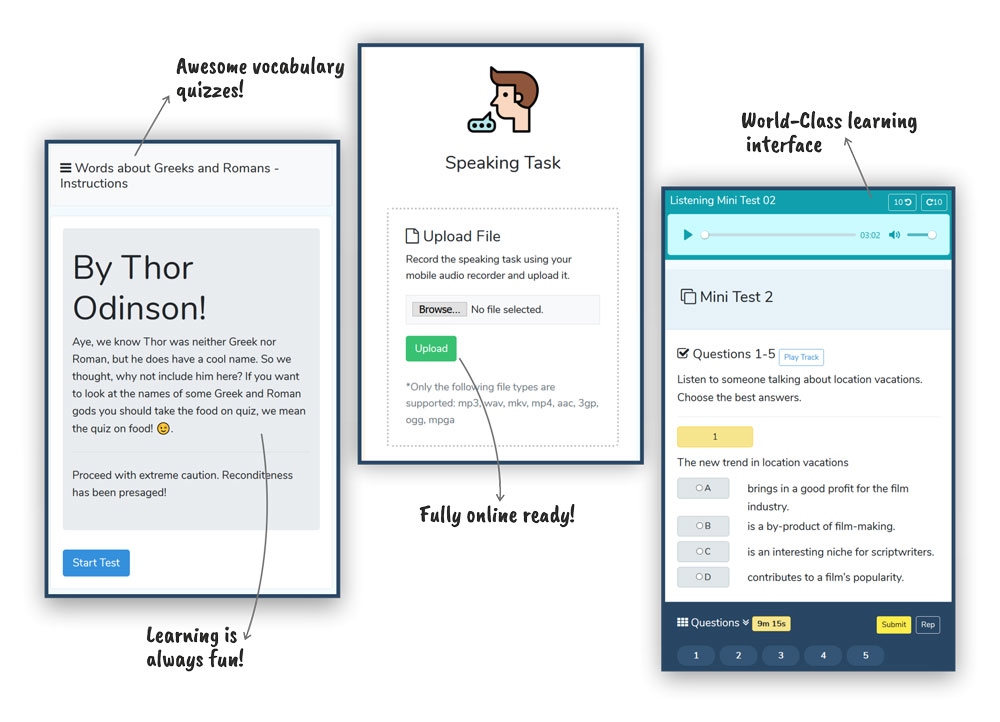 Awesome vocabulary
quizzes!
Words about Greeks and Romans -
Instructions
By Thor
Odinson!
Aye, we know Thor was neither Greek nor
Roman, but he does have a cool name. So we
thought, why not include him here? If you want
to look at the names of some Greek and Roman
gods you should take the food on quiz, we mean
the quiz on food! 😉.
Proceed with extreme caution. Reconditeness
has been presaged!
Start Test
Learning is
always fun!
Speaking Task
Upload File
Record the speaking task using your
mobile audio recorder and upload it.
Browse... No file selected.
Upload
*Only the following file types are
supported: mp3, wav, mkv, mp4, aac, 3gp,
ogg, mpga
Fully online ready!
World-Class learning
interface
Listening Mini Test 02 10 10
03:02
Mini Test 2
Questions 1-5 Play Track
Listen to someone talking about location vacations.
Choose the best answers.
1
The new trend in location vacations
A brings in a good profit for the film
industry.
B is a by-product of film-making.
C is an interesting niche for scriptwriters.
D contributes to a film's popularity.
Questions 9m 15s Submit Rep
1 2 3 4 5